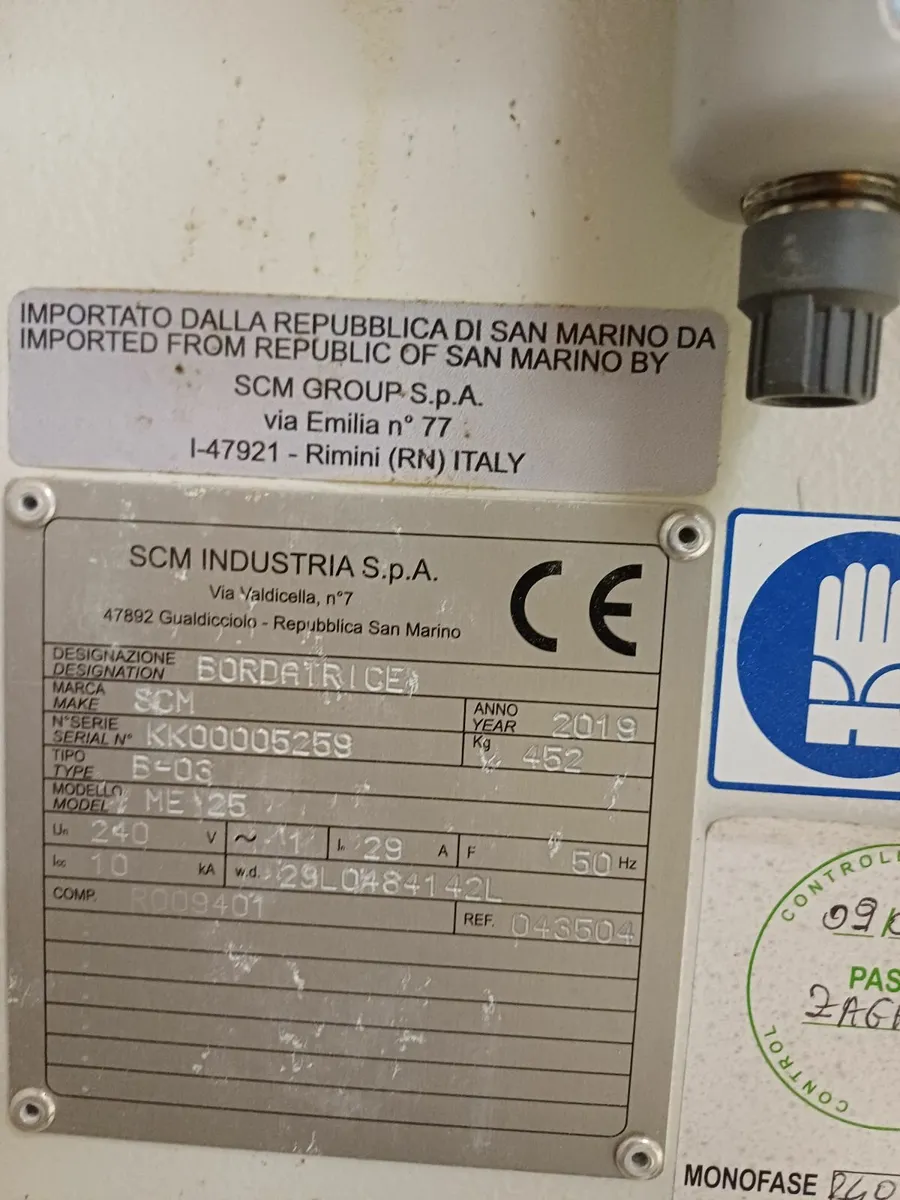 IMPORTATO DALLA REPUBBLICA DI SAN MARINO DA
IMPORTED FROM REPUBLIC OF SAN MARINO BY
SCM GROUP S.p.A.
via Emilia n° 77
I-47921 - Rimini (RN) ITALY
SCM INDUSTRIA S.p.A.
Via Valdicella, n°7
47892 Gualdicciolo - Repubblica San Marino
CE
DESIGNAZIONE
DESIGNATION BORDATRICE
MARCA
MAKE SCM
ANNO
YEAR 2019
N°SERIE
SERIAL N° KK00005259
Kg 452
TIPO
TYPE B-03
MODELLO
MODEL ME 25
Un 240 V ~ 1 In 29 A F 50 Hz
Icc 10 kA w.d. 29L0484142L
COMP. R009401 REF. 043504
CONTROL
PAS
CONTROL
MONOFASE